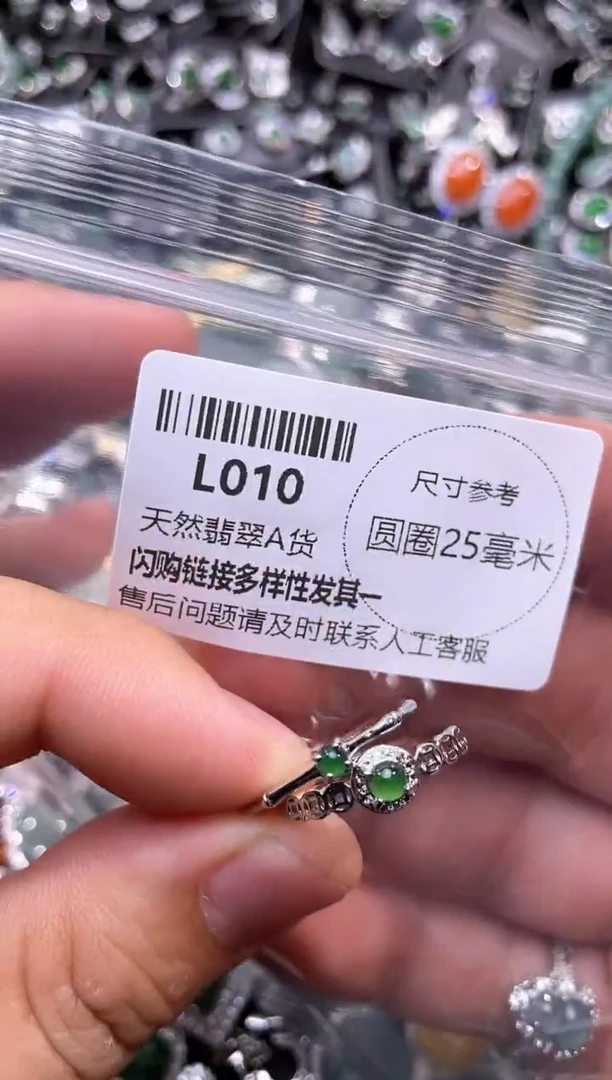 L010
天然翡翠A货
闪购链接多样性发其一
售后问题请及时联系人工客服
尺寸参考
圆圈25毫米